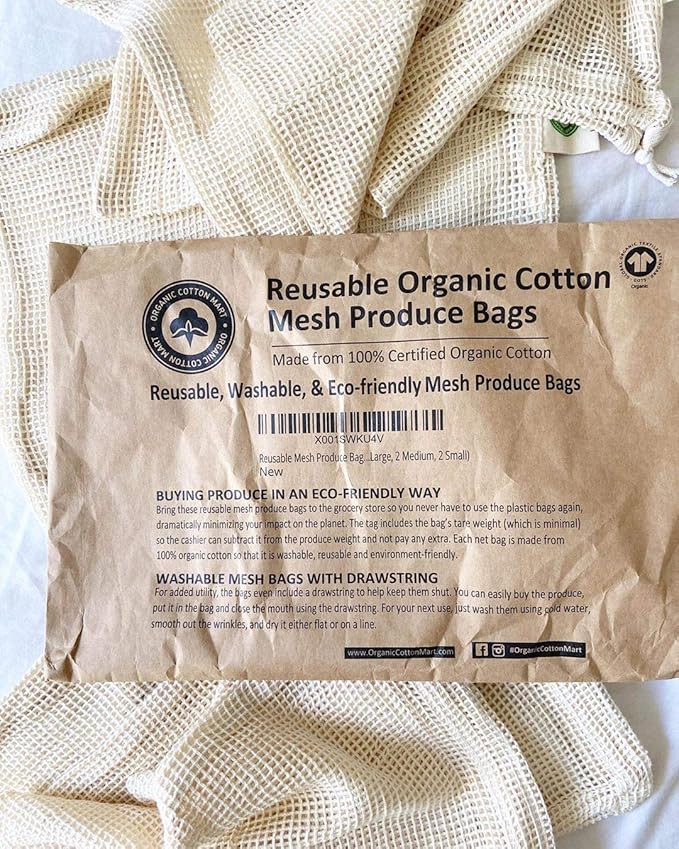 Reusable Organic Cotton
Mesh Produce Bags
Made from 100% Certified Organic Cotton
Reusable, Washable, & Eco-friendly Mesh Produce Bags
ORGANIC COTTON MART • ORGANIC COTTON MART •
GLOBAL ORGANIC TEXTILE STANDARD • GOTS •
Organic
X001SWKU4V
Reusable Mesh Produce Bag...Large, 2 Medium, 2 Small)
New
BUYING PRODUCE IN AN ECO-FRIENDLY WAY
Bring these reusable mesh produce bags to the grocery store so you never have to use the plastic bags again,
dramatically minimizing your impact on the planet. The tag includes the bag's tare weight (which is minimal)
so the cashier can subtract it from the produce weight and not pay any extra. Each net bag is made from
100% organic cotton so that it is washable, reusable and environment-friendly.
WASHABLE MESH BAGS WITH DRAWSTRING
For added utility, the bags even include a drawstring to help keep them shut. You can easily buy the produce,
put it in the bag and close the mouth using the drawstring. For your next use, just wash them using cold water,
smooth out the wrinkles, and dry it either flat or on a line.
www.OrganicCottonMart.com
#OrganicCottonMart